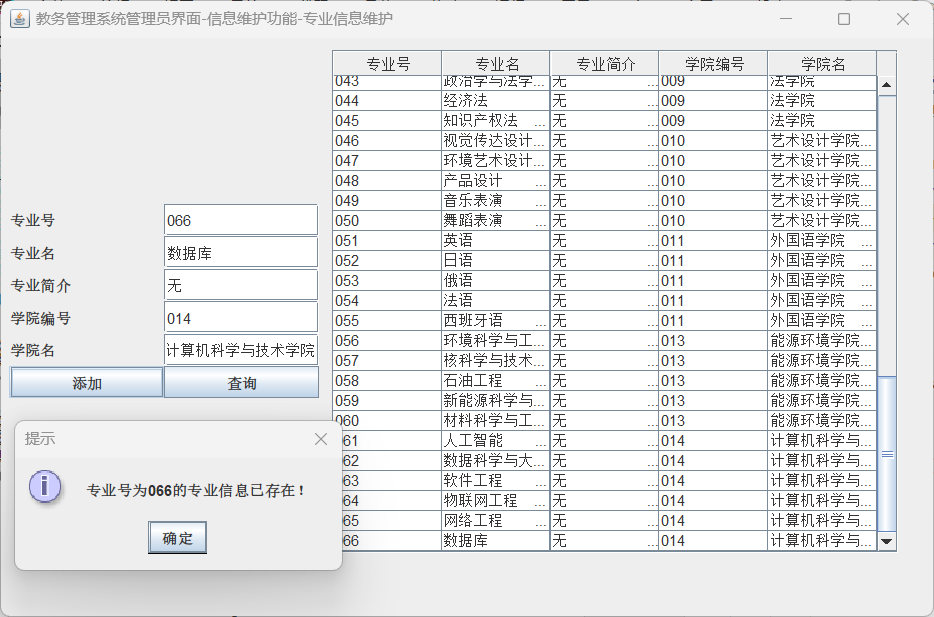 教务管理系统管理员界面-信息维护功能-专业信息维护
专业号 066
专业名 数据库
专业简介 无
学院编号 014
学院名 计算机科学与技术学院
添加 查询
提示
专业号为066的专业信息已存在！
确定
专业号 专业名 专业简介 学院编号 学院名
043 政治学与法学... 无 ... 009 法学院
044 经济法 无 ... 009 法学院
045 知识产权法 ... 无 ... 009 法学院
046 视觉传达设计... 无 ... 010 艺术设计学院...
047 环境艺术设计... 无 ... 010 艺术设计学院...
048 产品设计 ... 无 ... 010 艺术设计学院...
049 音乐表演 ... 无 ... 010 艺术设计学院...
050 舞蹈表演 ... 无 ... 010 艺术设计学院...
051 英语 无 ... 011 外国语学院 ...
052 日语 无 ... 011 外国语学院 ...
053 俄语 无 ... 011 外国语学院 ...
054 法语 无 ... 011 外国语学院 ...
055 西班牙语 ... 无 ... 011 外国语学院 ...
056 环境科学与工... 无 ... 013 能源环境学院...
057 核科学与技术... 无 ... 013 能源环境学院...
058 石油工程 ... 无 ... 013 能源环境学院...
059 新能源科学与... 无 ... 013 能源环境学院...
060 材料科学与工... 无 ... 013 能源环境学院...
61 人工智能 ... 无 ... 014 计算机科学与...
62 数据科学与大... 无 ... 014 计算机科学与...
63 软件工程 ... 无 ... 014 计算机科学与...
64 物联网工程 ... 无 ... 014 计算机科学与...
65 网络工程 ... 无 ... 014 计算机科学与...
66 数据库 无 ... 014 计算机科学与...